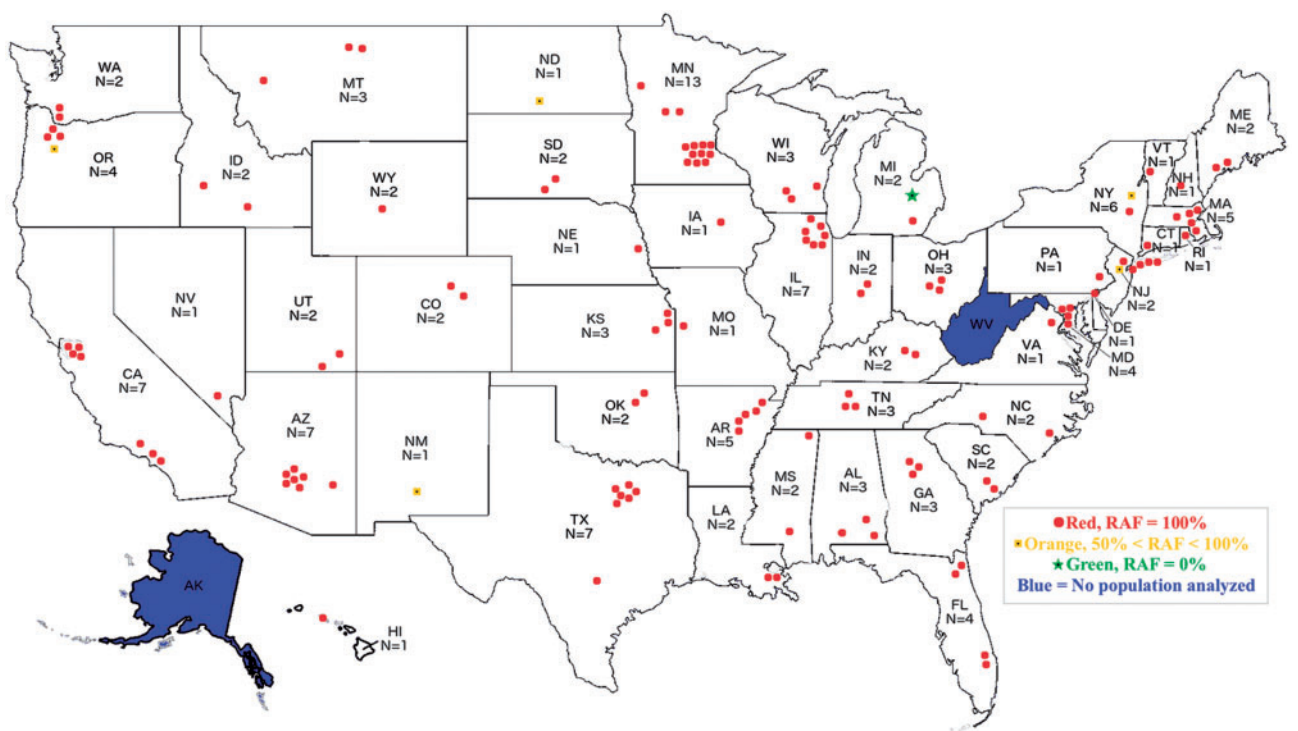 WA
N=2
MT
N=3
ND
N=1
MN
N=13
ME
N=2
OR
N=4
ID
N=2
WY
N=2
SD
N=2
WI
N=3
MI
N=2
VT
N=1
NH
N=1
NY
N=6
MA
N=5
CT
N=1
RI
N=1
NV
N=1
UT
N=2
CO
N=2
NE
N=1
IA
N=1
IL
N=7
IN
N=2
OH
N=3
PA
N=1
NJ
N=2
CA
N=7
KS
N=3
MO
N=1
KY
N=2
WV
VA
N=1
DE
N=1
MD
N=4
AZ
N=7
NM
N=1
OK
N=2
AR
N=5
TN
N=3
NC
N=2
SC
N=2
TX
N=7
LA
N=2
MS
N=2
AL
N=3
GA
N=3
FL
N=4
AK
HI
N=1
Red, RAF = 100%
Orange, 50% < RAF < 100%
Green, RAF = 0%
Blue = No population analyzed